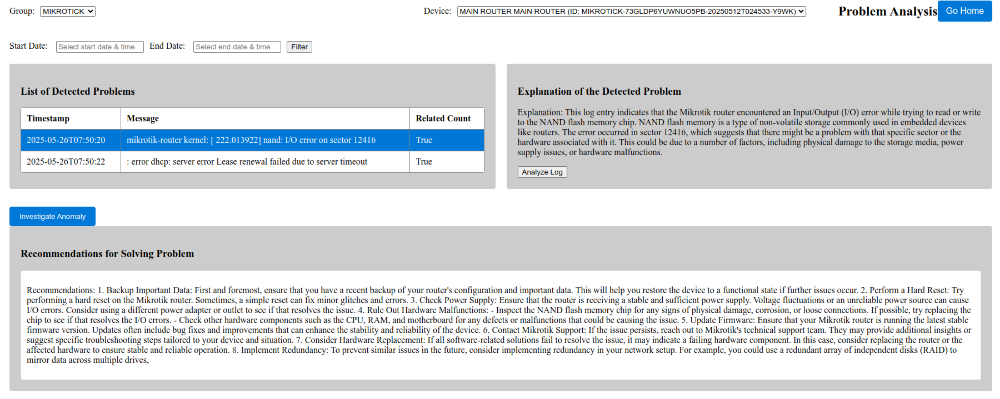 Group: MIKROTICK
Device: MAIN ROUTER MAIN ROUTER (ID: MIKROTICK-73GLDP6YUWNUO5PB-20250512T024533-Y9WK)
Problem Analysis
Go Home
Start Date: Select start date & time End Date: Select end date & time Filter
List of Detected Problems
Timestamp Message Related Count
2025-05-26T07:50:20 mikrotik-router kernel: [ 222.013922] nand: I/O error on sector 12416 True
2025-05-26T07:50:22 : error dhcp: server error Lease renewal failed due to server timeout True
Explanation of the Detected Problem
Explanation: This log entry indicates that the Mikrotik router encountered an Input/Output (I/O) error while trying to read or write
to the NAND flash memory chip. NAND flash memory is a type of non-volatile storage commonly used in embedded devices
like routers. The error occurred in sector 12416, which suggests that there might be a problem with that specific sector or the
hardware associated with it. This could be due to a number of factors, including physical damage to the storage media, power
supply issues, or hardware malfunctions.
Analyze Log
Investigate Anomaly
Recommendations for Solving Problem
Recommendations: 1. Backup Important Data: First and foremost, ensure that you have a recent backup of your router's configuration and important data. This will help you restore the device to a functional state if further issues occur. 2. Perform a Hard Reset: Try
performing a hard reset on the Mikrotik router. Sometimes, a simple reset can fix minor glitches and errors. 3. Check Power Supply: Ensure that the router is receiving a stable and sufficient power supply. Voltage fluctuations or an unreliable power source can cause
I/O errors. Consider using a different power adapter or outlet to see if that resolves the issue. 4. Rule Out Hardware Malfunctions: - Inspect the NAND flash memory chip for any signs of physical damage, corrosion, or loose connections. If possible, try replacing the
chip to see if that resolves the I/O errors. - Check other hardware components such as the CPU, RAM, and motherboard for any defects or malfunctions that could be causing the issue. 5. Update Firmware: Ensure that your Mikrotik router is running the latest stable
firmware version. Updates often include bug fixes and improvements that can enhance the stability and reliability of the device. 6. Contact Mikrotik Support: If the issue persists, reach out to Mikrotik's technical support team. They may provide additional insights or
suggest specific troubleshooting steps tailored to your device and situation. 7. Consider Hardware Replacement: If all software-related solutions fail to resolve the issue, it may indicate a failing hardware component. In this case, consider replacing the router or the
affected hardware to ensure stable and reliable operation. 8. Implement Redundancy: To prevent similar issues in the future, consider implementing redundancy in your network setup. For example, you could use a redundant array of independent disks (RAID) to
mirror data across multiple drives,